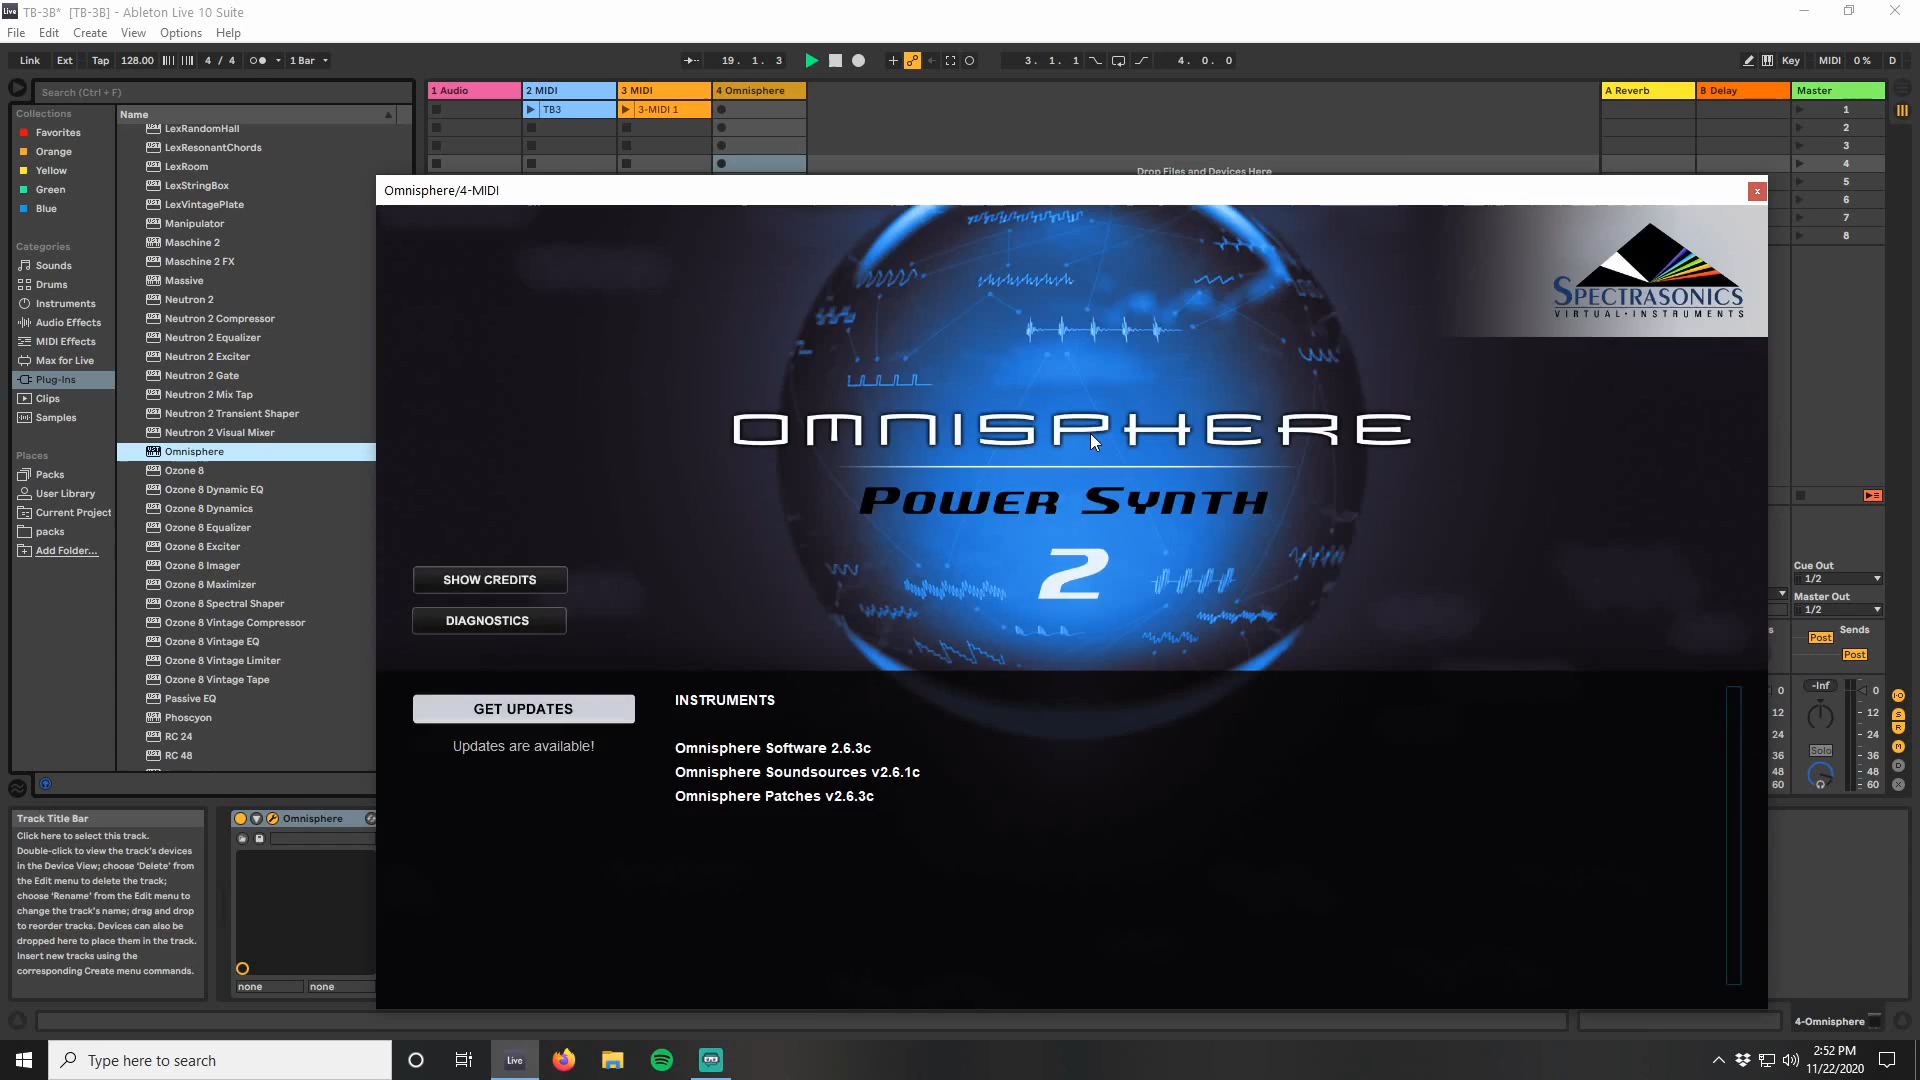 TB-3B*  [TB-3B] - Ableton Live 10 Suite
File Edit Create View Options Help
Link Ext Tap 128.00 4 / 4 1 Bar 19. 1. 3 3. 1. 1 4. 0. 0 Key MIDI 0 % D
Search (Ctrl + F)
Collections
Favorites
Orange
Yellow
Green
Blue
Categories
Sounds
Drums
Instruments
Audio Effects
MIDI Effects
Max for Live
Plug-Ins
Clips
Samples
Places
Packs
User Library
Current Project
packs
Add Folder...
Name
LexRandomHall
LexResonantChords
LexRoom
LexStringBox
LexVintagePlate
Manipulator
Maschine 2
Maschine 2 FX
Massive
Neutron 2
Neutron 2 Compressor
Neutron 2 Equalizer
Neutron 2 Exciter
Neutron 2 Gate
Neutron 2 Mix Tap
Neutron 2 Transient Shaper
Neutron 2 Visual Mixer
Omnisphere
Ozone 8
Ozone 8 Dynamic EQ
Ozone 8 Dynamics
Ozone 8 Equalizer
Ozone 8 Exciter
Ozone 8 Imager
Ozone 8 Maximizer
Ozone 8 Spectral Shaper
Ozone 8 Vintage Compressor
Ozone 8 Vintage EQ
Ozone 8 Vintage Limiter
Ozone 8 Vintage Tape
Passive EQ
Phoscyon
RC 24
RC 48
1 Audio
2 MIDI
3 MIDI
4 Omnisphere
TB3
3-MIDI 1
Drop Files and Devices Here
A Reverb
B Delay
Master
1
2
3
4
5
6
7
8
Omnisphere/4-MIDI
x
SPECTRASONICS
VIRTUAL·INSTRUMENTS
OMNISPHERE
POWER SYNTH
2
SHOW CREDITS
DIAGNOSTICS
GET UPDATES
Updates are available!
INSTRUMENTS
Omnisphere Software 2.6.3c
Omnisphere Soundsources v2.6.1c
Omnisphere Patches v2.6.3c
Cue Out
1/2
Master Out
1/2
s Sends
Post
Post
-Inf
0 0
12 12
24 24
36 36
48 48
60 60
Solo
Track Title Bar
Click here to select this track.
Double-click to view the track's devices
in the Device View; choose 'Delete' from
the Edit menu to delete the track;
choose 'Rename' from the Edit menu to
change the track's name; drag and drop
to reorder tracks. Devices can also be
dropped here to place them in the track.
Insert new tracks using the
corresponding Create menu commands.
Omnisphere
none none
4-Omnisphere
Type here to search
Live
2:52 PM
11/22/2020